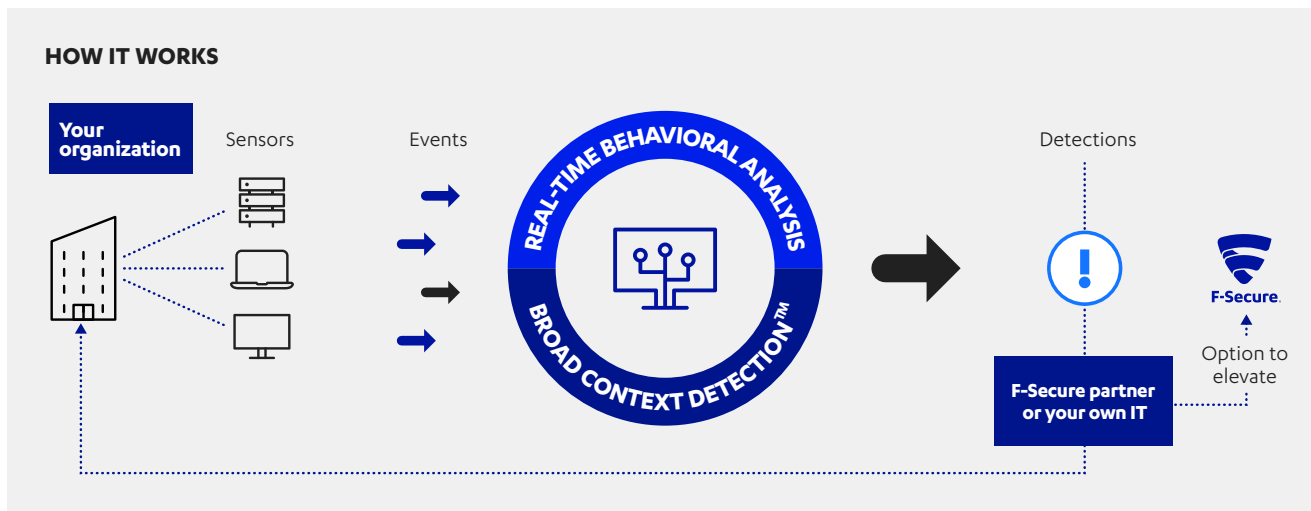 HOW IT WORKS
Your
organization
Sensors
Events
REAL-TIME BEHAVIORAL ANALYSIS
BROAD CONTEXT DETECTION™
Detections
F-Secure.
Option to
elevate
F-Secure partner
or your own IT